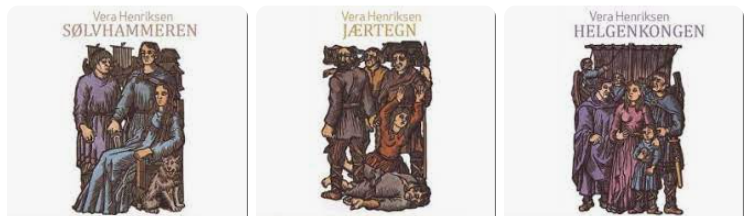 Vera Henriksen
SØLVHAMMEREN
Vera Henriksen
JÆRTEGN
Vera Henriksen
HELGENKONGEN